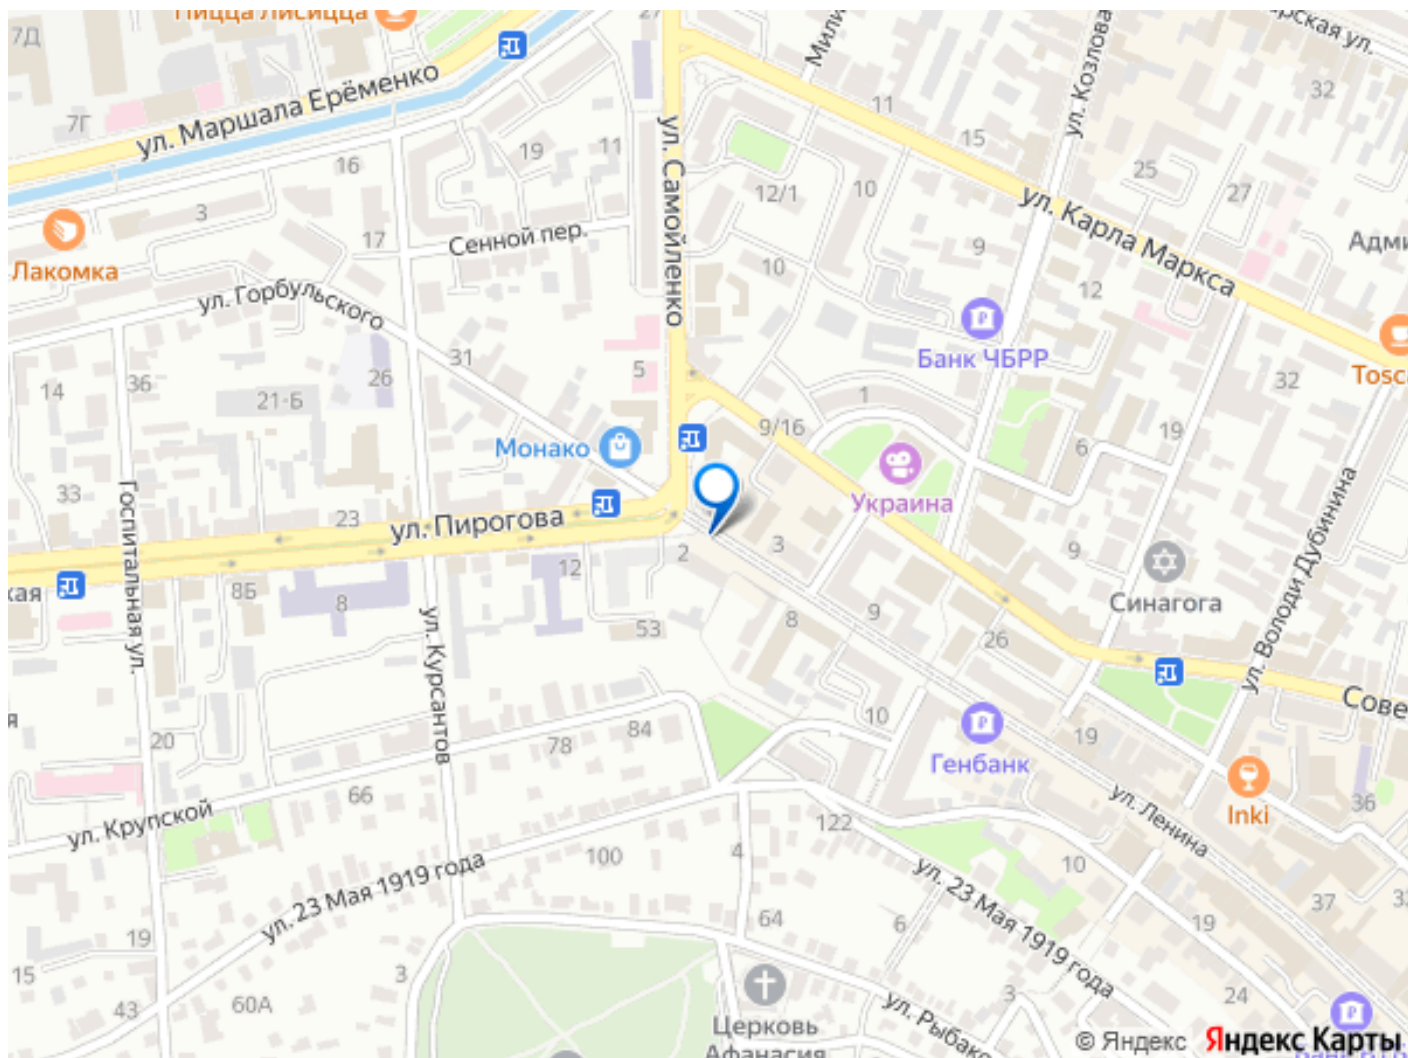 Пицца Лисицца
27
7Д
ул. Маршала Ерёменко
7Г
16
19
11
3
17
Лакомка
Сенной пер.
ул. Самойленко
ул. Горбульского
12/1
10
11
15
ул. Козлова
32
25
27
ул. Карла Маркса
9
10
12
Банк ЧБРР
Tosca
32
14
36
26
31
5
21-Б
1
9/16
6
19
Монако
Украина
33
Госпитальная ул.
23
ул. Пирогова
2
3
12
8Б
8
53
8
9
9
Синагога
ул. Володи Дубинина
26
ул. Курсантов
84
78
20
10
Генбанк
19
Inki
36
66
ул. Крупской
ул. Ленина
122
100
4
10
ул. 23 Мая 1919 года
ул. 23 Мая 1919 года
64
6
19
37
19
15
3
43
60А
3
24
Церковь
Афанасия
© Яндекс
Яндекс Карты